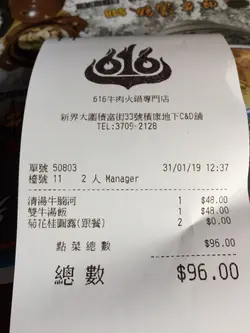 616
616牛肉火鍋專門店
新界大圍積富街33號積康地下C&D舖
TEL:3709-2128
單號 50803 31/01/19 12:37
檯號 11 2 人 Manager
清湯牛腩河 1 $48.00
雙牛湯飯 1 $48.00
菊花桂圓露(跟餐) 2 $0.00
點菜總數 $96.00
總數 $96.00